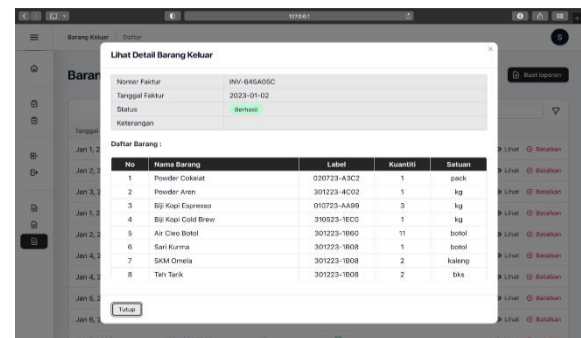 127.0.0.1
Barang Keluar / Daftar
S
Baran
Buat laporan
Tanggal
Lihat Detail Barang Keluar
×
Nomor Faktur INV-645A05C
Tanggal Faktur 2023-01-02
Status Berhasil
Keterangan
Daftar Barang :
No Nama Barang Label Kuantiti Satuan
1 Powder Cokelat 020723-A3C2 1 pack
2 Powder Aren 301223-4C02 1 kg
3 Biji Kopi Espresso 010723-AA99 3 kg
4 Biji Kopi Cold Brew 310523-1EC0 1 kg
5 Air Cleo Botol 301223-1B60 11 botol
6 Sari Kurma 301223-1B08 1 botol
7 SKM Omela 301223-1B08 2 kaleng
8 Teh Tarik 301223-1B08 2 bks
Tutup
Jan 1, 2 Lihat Batalkan
Jan 2, 2 Lihat Batalkan
Jan 3, 2 Lihat Batalkan
Jan 1, 2 Lihat Batalkan
Jan 2, 2 Lihat Batalkan
Jan 4, 2 Lihat Batalkan
Jan 4, 2 Lihat Batalkan
Jan 5, 2 Lihat Batalkan
Jan 6, 2 Lihat Batalkan